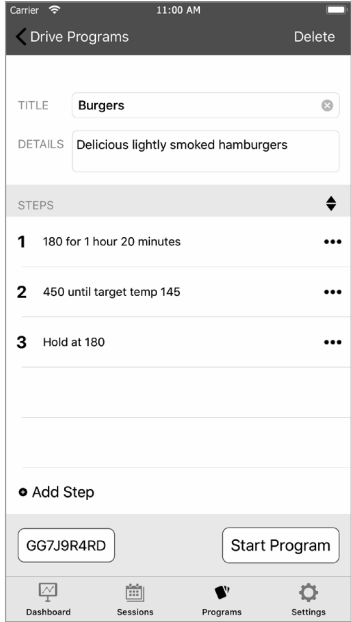 Carrier 11:00 AM
Drive Programs Delete
TITLE Burgers
DETAILS Delicious lightly smoked hamburgers
STEPS
1 180 for 1 hour 20 minutes
2 450 until target temp 145
3 Hold at 180
Add Step
GG7J9R4RD Start Program
Dashboard Sessions Programs Settings